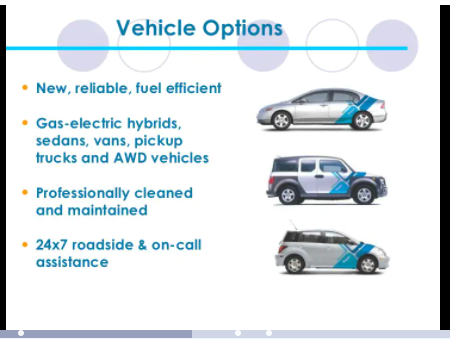 Vehicle Options
New, reliable, fuel efficient
Gas-electric hybrids,
sedans, vans, pickup
trucks and AWD vehicles
Professionally cleaned
and maintained
24x7 roadside & on-call
assistance